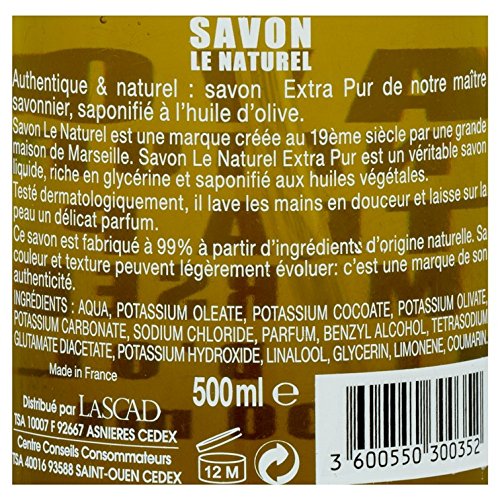 SAVON
LE NATUREL
Authentique & naturel : savon Extra Pur de notre maître
savonnier, saponifié à l'huile d'olive.
Savon Le Naturel est une marque créée au 19ème siècle par une grande
maison de Marseille. Savon Le Naturel Extra Pur est un véritable savon
liquide, riche en glycérine et saponifié aux huiles végétales.
Testé dermatologiquement, il lave les mains en douceur et laisse sur la
peau un délicat parfum.
Ce savon est fabriqué à 99% à partir d'ingrédients d'origine naturelle. Sa
couleur et texture peuvent légèrement évoluer: c'est une marque de son
authenticité.
INGRÉDIENTS : AQUA, POTASSIUM OLEATE, POTASSIUM COCOATE, POTASSIUM OLIVATE,
POTASSIUM CARBONATE, SODIUM CHLORIDE, PARFUM, BENZYL ALCOHOL, TETRASODIUM
GLUTAMATE DIACETATE, POTASSIUM HYDROXIDE, LINALOOL, GLYCERIN, LIMONENE, COUMARIN.
Made in France
500ml e
Distribué par LASCAD
TSA 10007 F 92667 ASNIERES CEDEX
Centre Conseils Consommateurs
TSA 40016 93588 SAINT-OUEN CEDEX
12 M
3 600550 300352